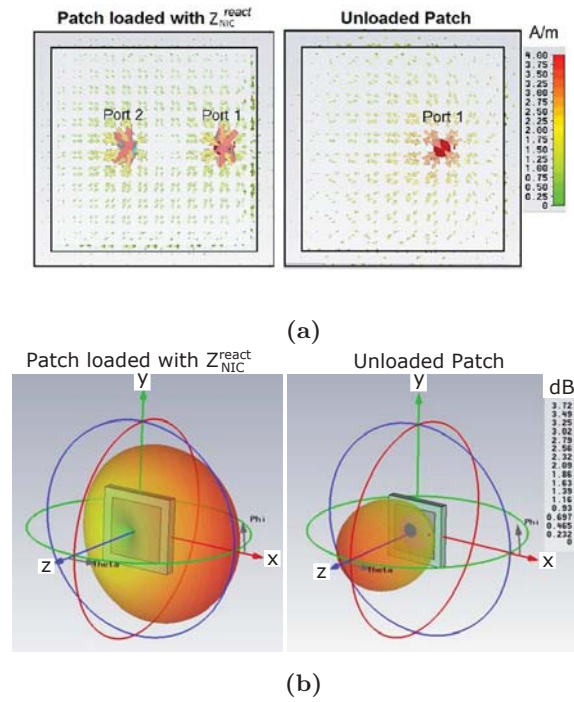 Patch loaded with Z_NIC^react
Unloaded Patch
A/m
Port 2
Port 1
Port 1
4.00
3.75
3.50
3.25
3.00
2.75
2.50
2.25
2.00
1.75
1.50
1.25
1.00
0.75
0.50
0.25
0
(a)
Patch loaded with Z_NIC^react
Unloaded Patch
y
y
dB
3.72
3.49
3.25
3.02
2.79
2.56
2.32
2.09
1.86
1.63
1.39
1.16
0.93
0.697
0.465
0.232
0
Phi
Phi
x
x
z
z
Theta
Theta
(b)